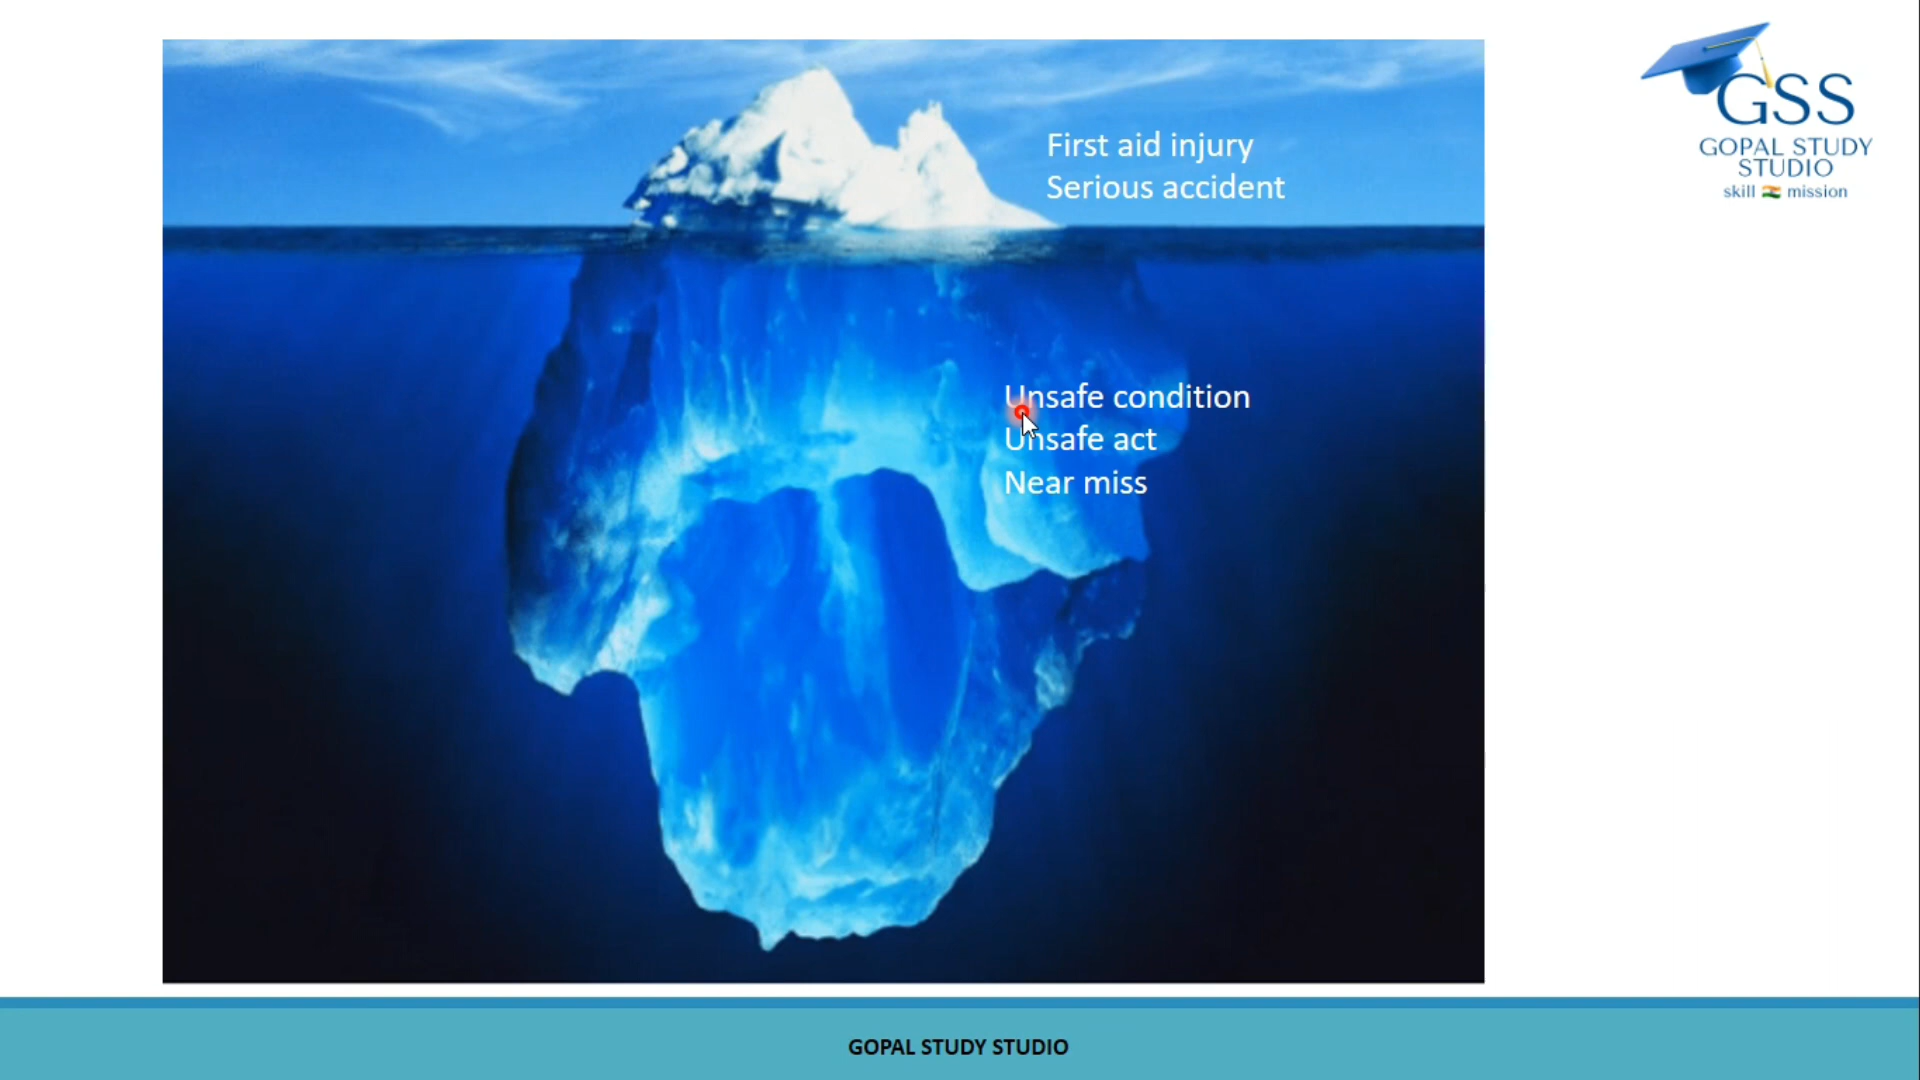 First aid injury
Serious accident
GSS
GOPAL STUDY
STUDIO
skill mission
Unsafe condition
Unsafe act
Near miss
GOPAL STUDY STUDIO